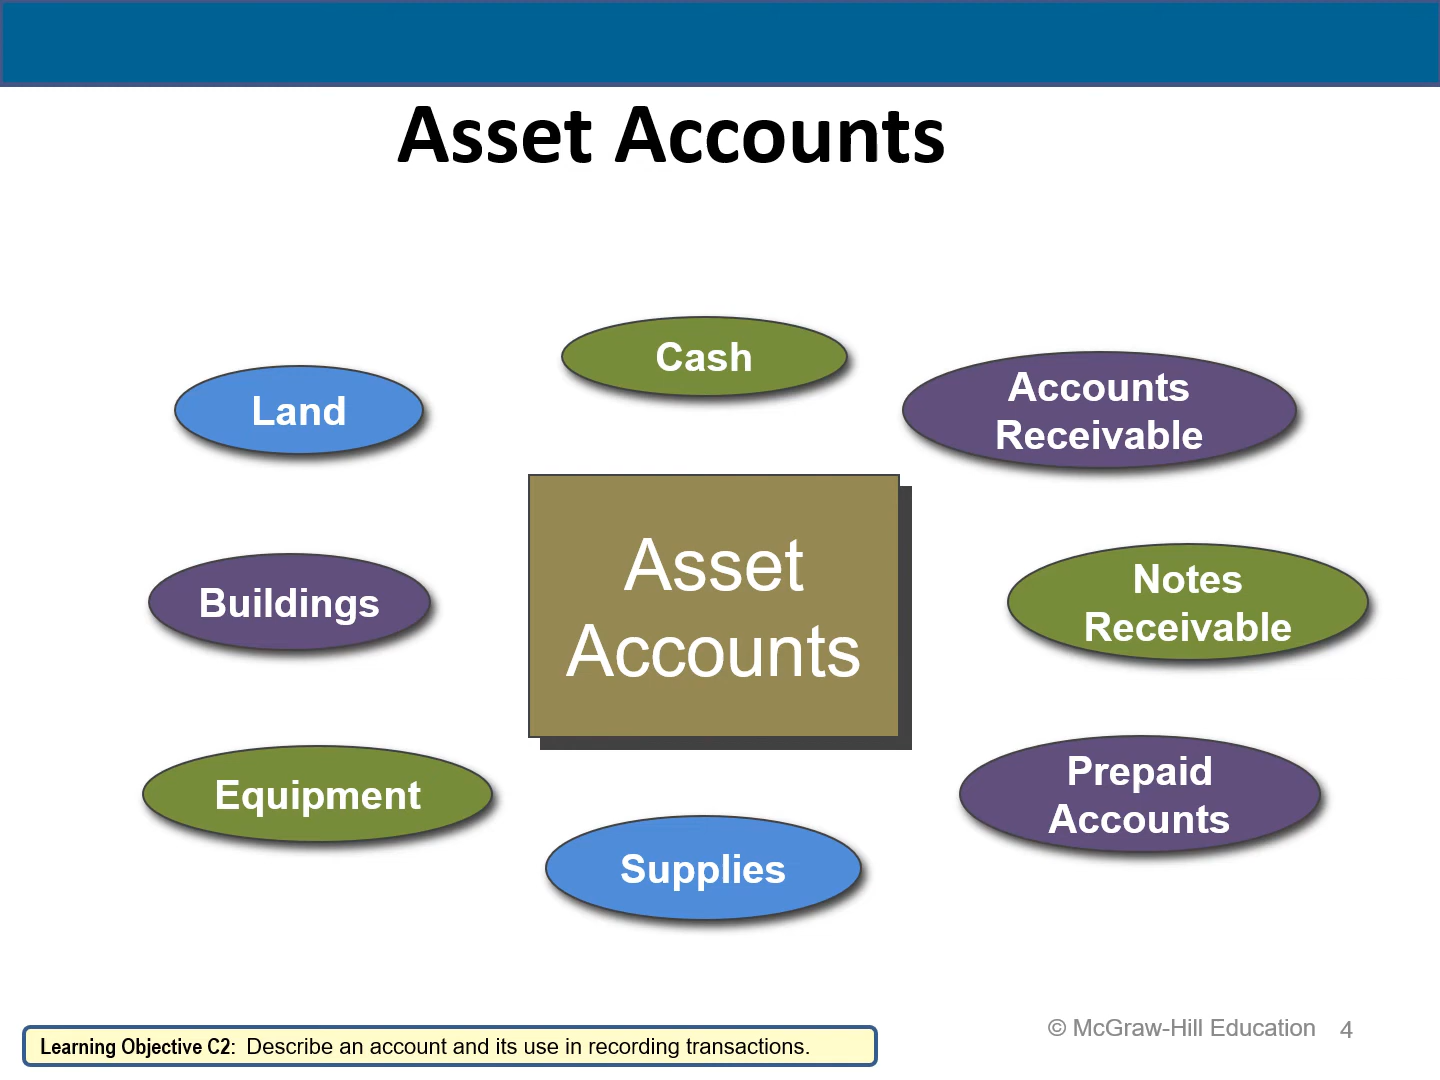 Asset Accounts
Cash
Land
Accounts
Receivable
Asset
Accounts
Buildings
Notes
Receivable
Equipment
Prepaid
Accounts
Supplies
Learning Objective C2: Describe an account and its use in recording transactions.
© McGraw-Hill Education 4